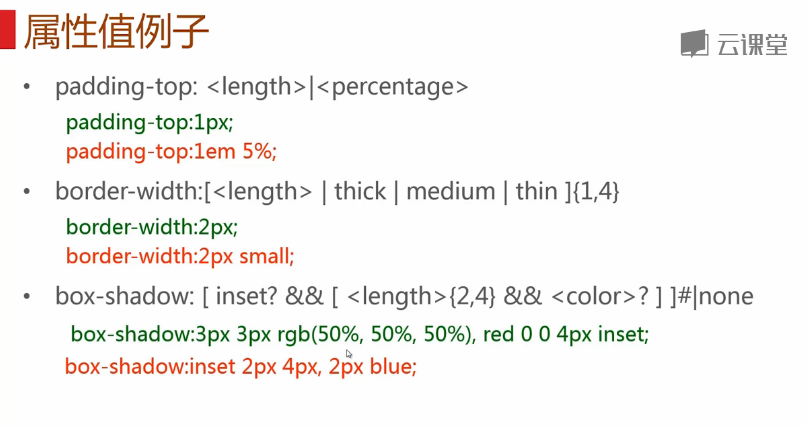 属性值例子
云课堂
• padding-top: <length>|<percentage>
padding-top:1px;
padding-top:1em 5%;
• border-width:[<length> | thick | medium | thin ]{1,4}
border-width:2px;
border-width:2px small;
• box-shadow: [ inset? && [ <length>{2,4} && <color>? ] ]#|none
box-shadow:3px 3px rgb(50%, 50%, 50%), red 0 0 4px inset;
box-shadow:inset 2px 4px, 2px blue;